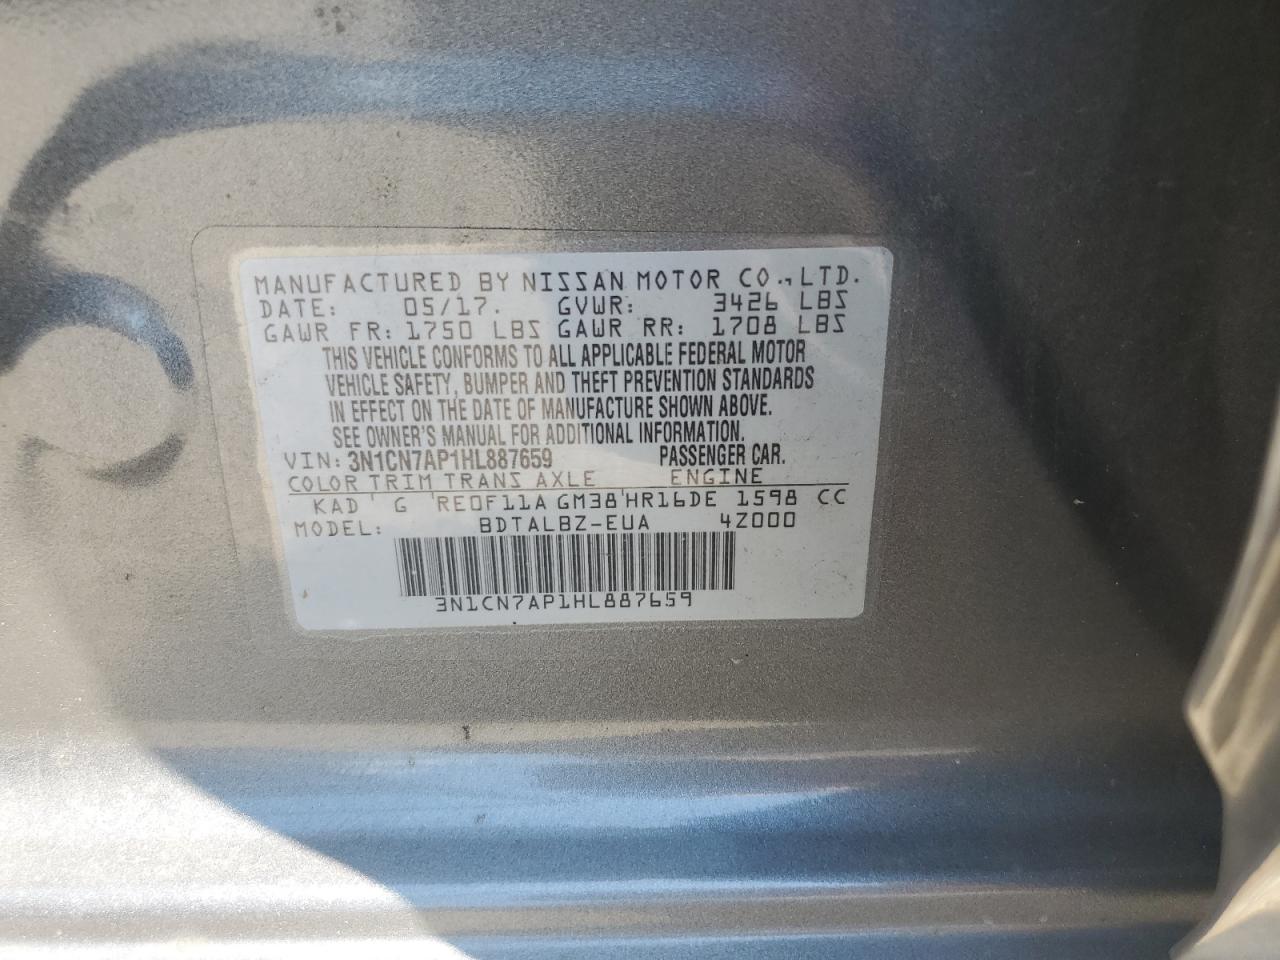 MANUFACTURED BY NISSAN MOTOR CO.,LTD.
DATE: 05/17. GVWR: 3426 LBS
GAWR FR: 1750 LBS GAWR RR: 1708 LBS
THIS VEHICLE CONFORMS TO ALL APPLICABLE FEDERAL MOTOR
VEHICLE SAFETY, BUMPER AND THEFT PREVENTION STANDARDS
IN EFFECT ON THE DATE OF MANUFACTURE SHOWN ABOVE.
SEE OWNER'S MANUAL FOR ADDITIONAL INFORMATION.
VIN: 3N1CN7AP1HL887659 PASSENGER CAR.
COLOR TRIM TRANS AXLE ENGINE
KAD ' G ' RE0F11A GM38 ' HR16DE 1598 CC
MODEL: BDTALBZ-EUA 4Z000
3N1CN7AP1HL887659